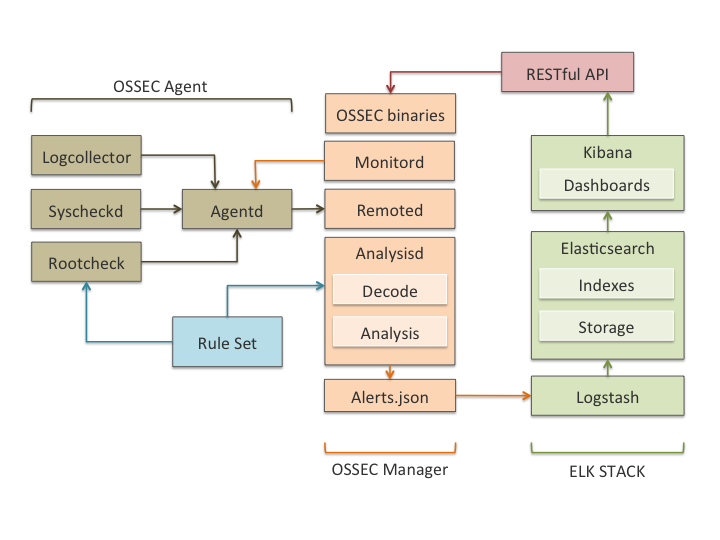 RESTful API
OSSEC Agent
OSSEC binaries
Logcollector
Monitord
Kibana
Dashboards
Syscheckd
Agentd
Remoted
Rootcheck
Analysisd
Decode
Analysis
Elasticsearch
Indexes
Storage
Rule Set
Alerts.json
Logstash
OSSEC Manager
ELK STACK